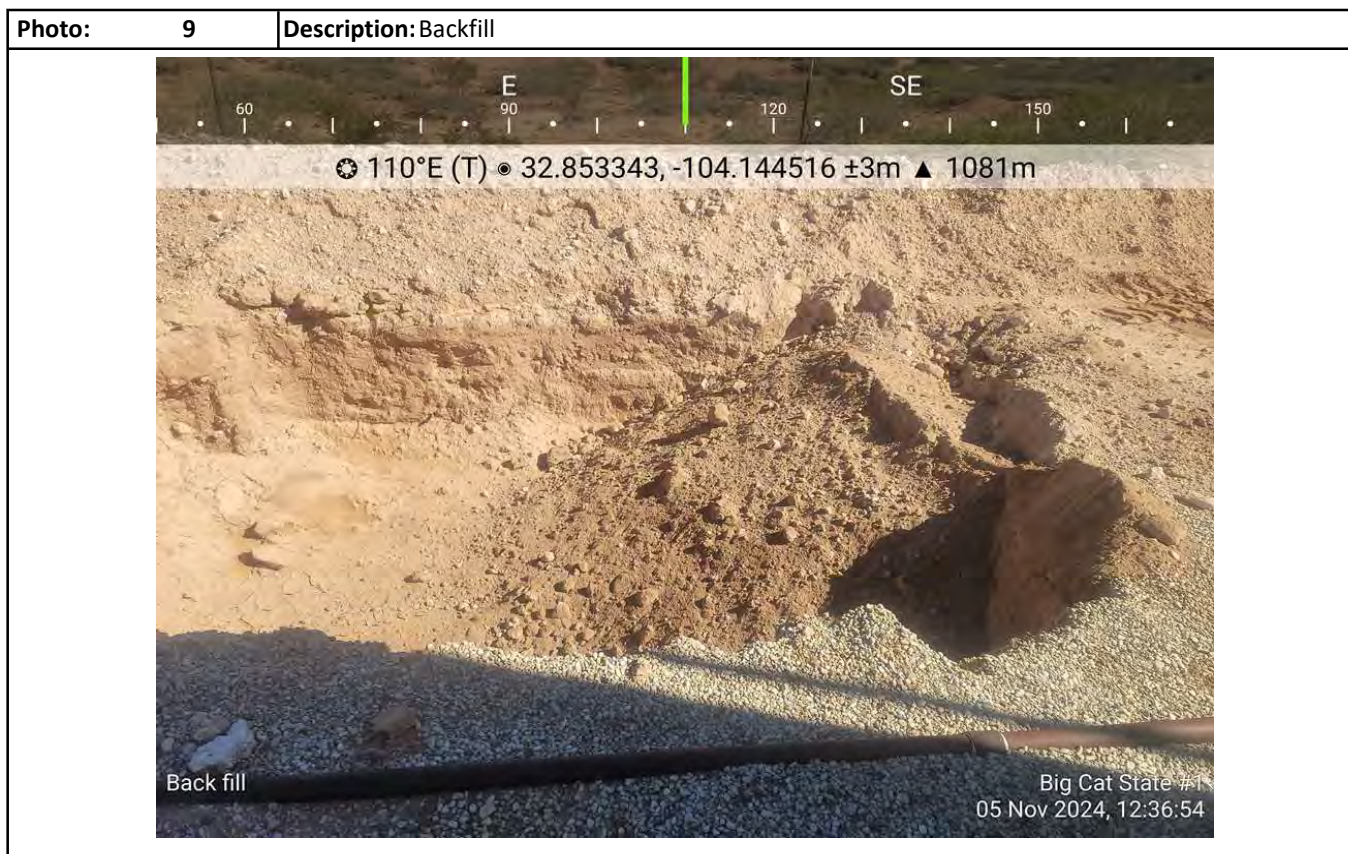 Photo: 9 Description: Backfill
E SE
60 90 120 150
110°E (T) 32.853343, -104.144516 ±3m ▲ 1081m
Back fill
Big Cat State #1
05 Nov 2024, 12:36:54